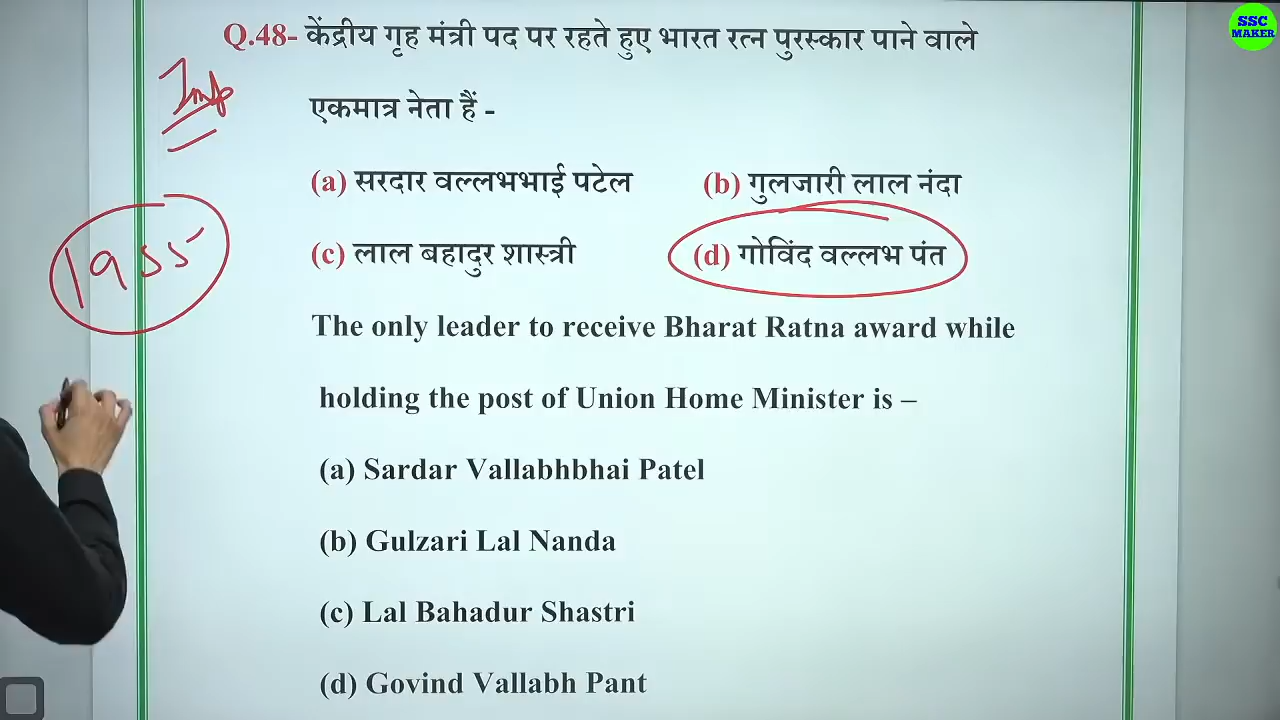 SSC
MAKER
Q.48- केंद्रीय गृह मंत्री पद पर रहते हुए भारत रत्न पुरस्कार पाने वाले
Imp
एकमात्र नेता हैं -
(a) सरदार वल्लभभाई पटेल (b) गुलजारी लाल नंदा
(c) लाल बहादुर शास्त्री (d) गोविंद वल्लभ पंत
1955
The only leader to receive Bharat Ratna award while
holding the post of Union Home Minister is –
(a) Sardar Vallabhbhai Patel
(b) Gulzari Lal Nanda
(c) Lal Bahadur Shastri
(d) Govind Vallabh Pant